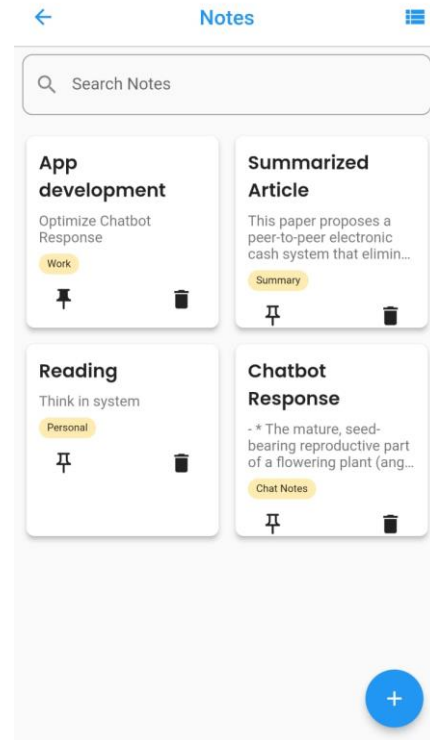 Notes
Search Notes
App
development
Optimize Chatbot
Response
Work
Summarized
Article
This paper proposes a
peer-to-peer electronic
cash system that elimin...
Summary
Reading
Think in system
Personal
Chatbot
Response
- * The mature, seed-
bearing reproductive part
of a flowering plant (ang...
Chat Notes